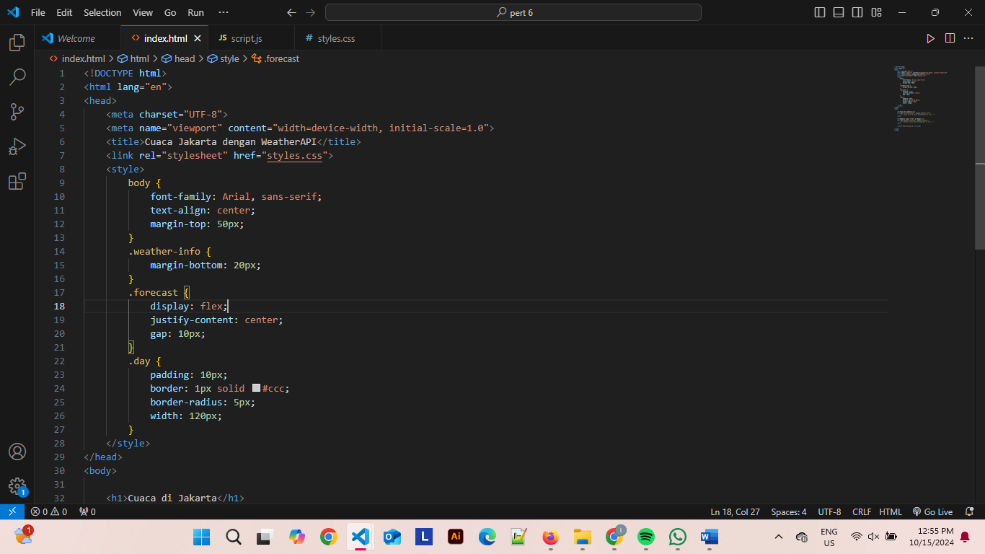 File Edit Selection View Go Run ··· pert 6
Welcome index.html script.js styles.css
index.html > html > head > style > .forecast
1 <!DOCTYPE html>
2 <html lang="en">
3 <head>
4 <meta charset="UTF-8">
5 <meta name="viewport" content="width=device-width, initial-scale=1.0">
6 <title>Cuaca Jakarta dengan WeatherAPI</title>
7 <link rel="stylesheet" href="styles.css">
8 <style>
9 body {
10 font-family: Arial, sans-serif;
11 text-align: center;
12 margin-top: 50px;
13 }
14 .weather-info {
15 margin-bottom: 20px;
16 }
17 .forecast {
18 display: flex;
19 justify-content: center;
20 gap: 10px;
21 }
22 .day {
23 padding: 10px;
24 border: 1px solid #ccc;
25 border-radius: 5px;
26 width: 120px;
27 }
28 </style>
29 </head>
30 <body>
31
32 <h1>Cuaca di Jakarta</h1>
0 0 0 Ln 18, Col 27 Spaces: 4 UTF-8 CRLF HTML Go Live
ENG 12:55 PM
US 10/15/2024